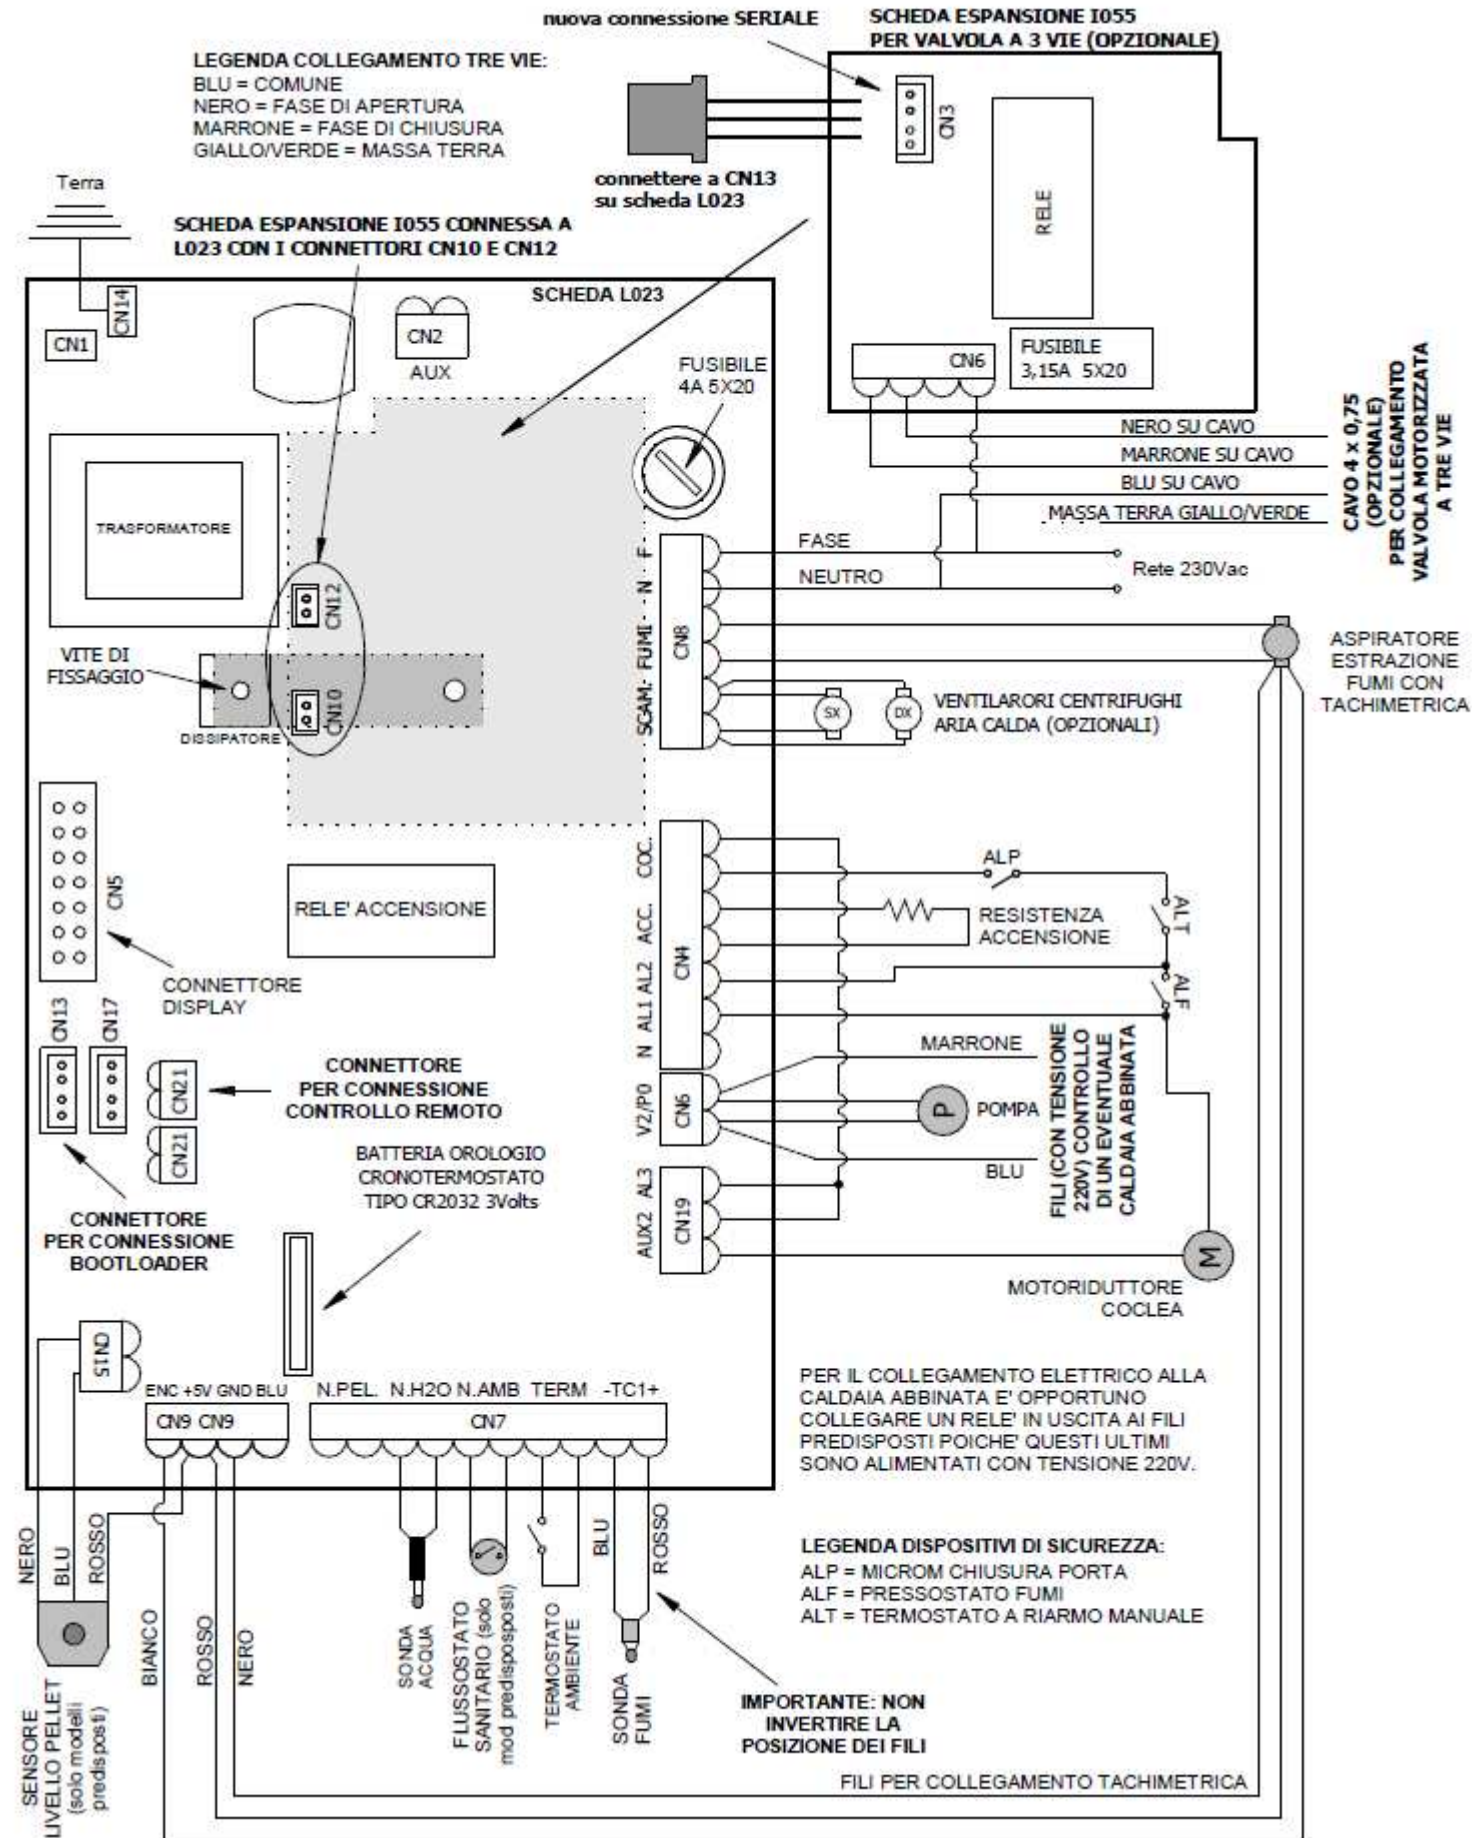 nuova connessione SERIALE
SCHEDA ESPANSIONE I055
PER VALVOLA A 3 VIE (OPZIONALE)
LEGENDA COLLEGAMENTO TRE VIE:
BLU = COMUNE
NERO = FASE DI APERTURA
MARRONE = FASE DI CHIUSURA
GIALLO/VERDE = MASSA TERRA
CN3
RELE
connettere a CN13
su scheda L023
Terra
SCHEDA ESPANSIONE I055 CONNESSA A
L023 CON I CONNETTORI CN10 E CN12
SCHEDA L023
CN14
CN1
CN2
AUX
FUSIBILE
4A 5X20
CN6
FUSIBILE
3,15A 5X20
NERO SU CAVO
MARRONE SU CAVO
BLU SU CAVO
MASSA TERRA GIALLO/VERDE
CAVO 4 x 0,75
(OPZIONALE)
PER COLLEGAMENTO
VALVOLA MOTORIZZATA
A TRE VIE
TRASFORMATORE
CN12
VITE DI
FISSAGGIO
CN10
DISSIPATORE
F
N
FUMI
SCAM.
CN8
FASE
NEUTRO
Rete 230Vac
ASPIRATORE
ESTRAZIONE
FUMI CON
TACHIMETRICA
SX
DX
VENTILARORI CENTRIFUGHI
ARIA CALDA (OPZIONALI)
CN5
RELE' ACCENSIONE
CONNETTORE
DISPLAY
COC.
ACC.
AL2
AL1
N
CN4
ALP
RESISTENZA
ACCENSIONE
ALT
ALF
CN13
CN17
CN21
CN21
CONNETTORE
PER CONNESSIONE
CONTROLLO REMOTO
V2/P0
CN6
MARRONE
P
POMPA
BLU
FILI (CON TENSIONE
220V) CONTROLLO
DI UN EVENTUALE
CALDAIA ABBINATA
BATTERIA OROLOGIO
CRONOTERMOSTATO
TIPO CR2032 3Volts
CONNETTORE
PER CONNESSIONE
BOOTLOADER
AL3
AUX2
CN19
M
MOTORIDUTTORE
COCLEA
CN15
ENC +5V GND BLU
CN9 CN9
N.PEL. N.H2O N.AMB TERM -TC1+
CN7
PER IL COLLEGAMENTO ELETTRICO ALLA
CALDAIA ABBINATA E' OPPORTUNO
COLLEGARE UN RELE' IN USCITA AI FILI
PREDISPOSTI POICHE' QUESTI ULTIMI
SONO ALIMENTATI CON TENSIONE 220V.
NERO
BLU
ROSSO
BLU
ROSSO
LEGENDA DISPOSITIVI DI SICUREZZA:
ALP = MICROM CHIUSURA PORTA
ALF = PRESSOSTATO FUMI
ALT = TERMOSTATO A RIARMO MANUALE
SENSORE
LIVELLO PELLET
(solo modelli
predisposti)
BIANCO
ROSSO
NERO
SONDA
ACQUA
FLUSSOSTATO
SANITARIO (solo
mod predispopsposti)
TERMOSTATO
AMBIENTE
SONDA
FUMI
IMPORTANTE: NON
INVERTIRE LA
POSIZIONE DEI FILI
FILI PER COLLEGAMENTO TACHIMETRICA